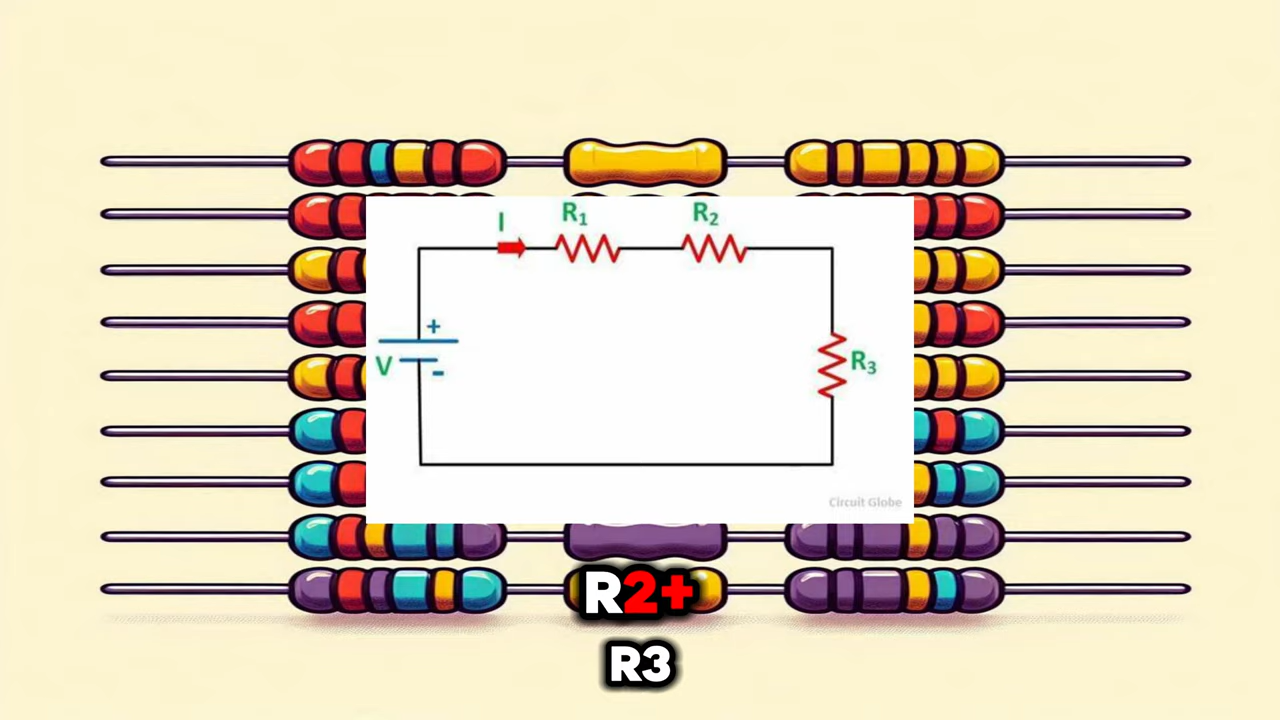 I
R₁
R₂
+
V
-
R₃
Circuit Globe
R2+
R3